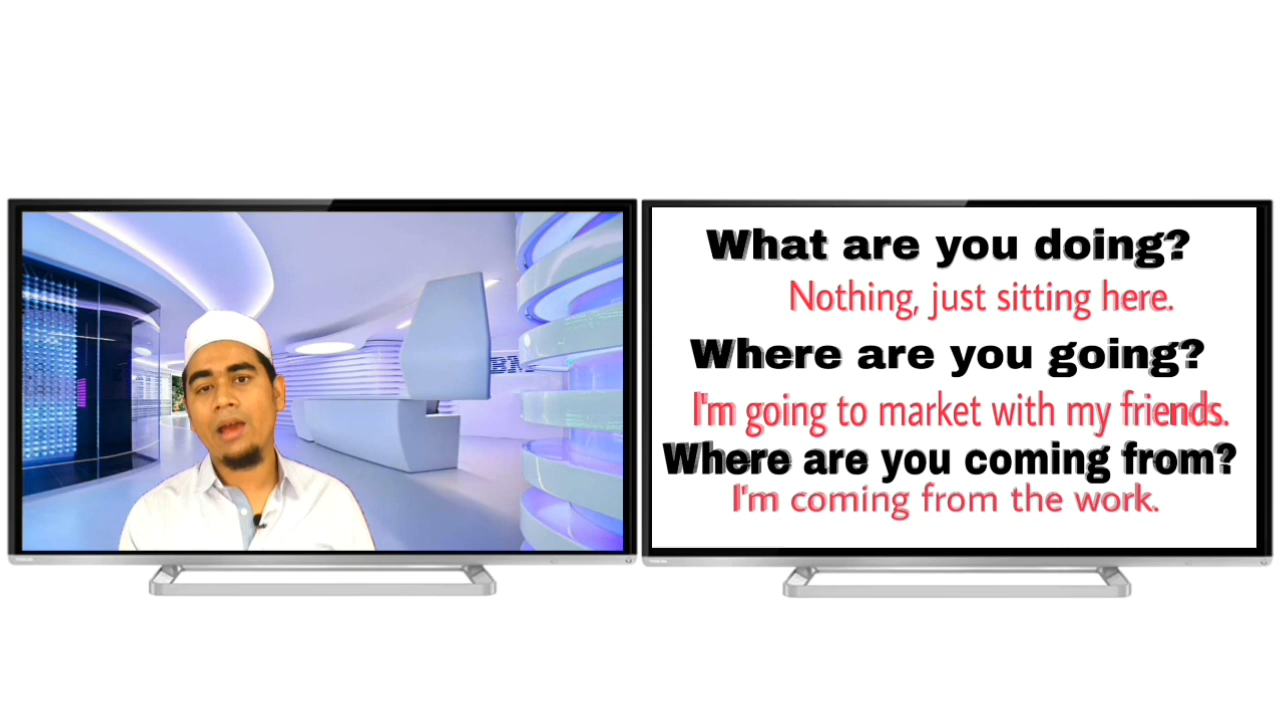 What are you doing?
Nothing, just sitting here.
Where are you going?
I'm going to market with my friends.
Where are you coming from?
I'm coming from the work.